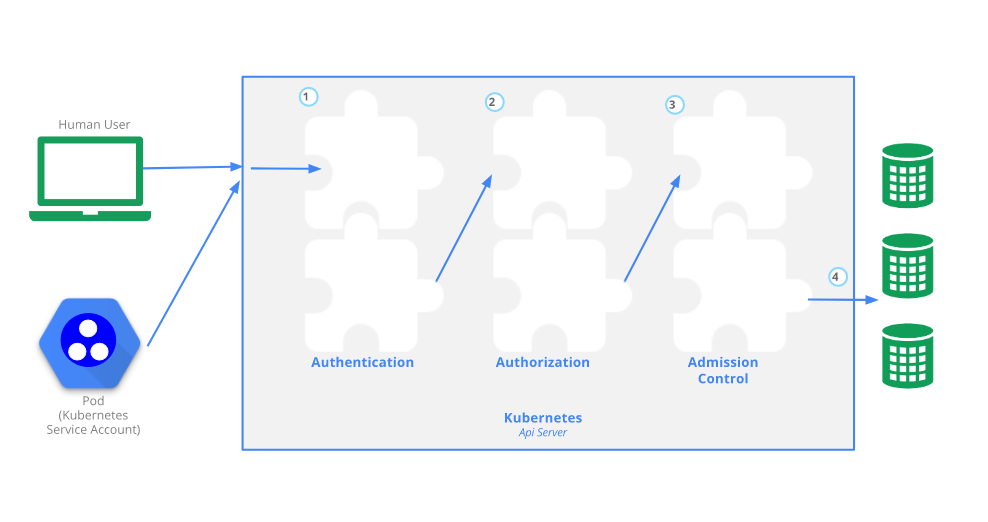 Human User
Pod
(Kubernetes
Service Account)
1
2
3
4
Authentication
Authorization
Admission
Control
Kubernetes
Api Server